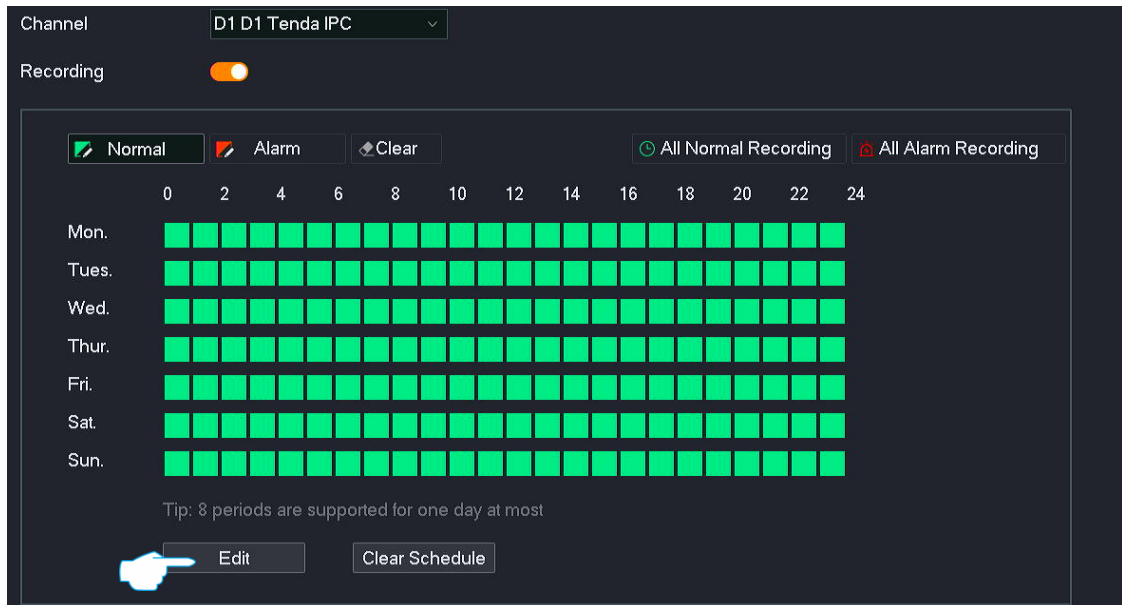 Channel D1 D1 Tenda IPC
Recording
Normal Alarm Clear All Normal Recording All Alarm Recording
0 2 4 6 8 10 12 14 16 18 20 22 24
Mon.
Tues.
Wed.
Thur.
Fri.
Sat.
Sun.
Tip: 8 periods are supported for one day at most
Edit Clear Schedule